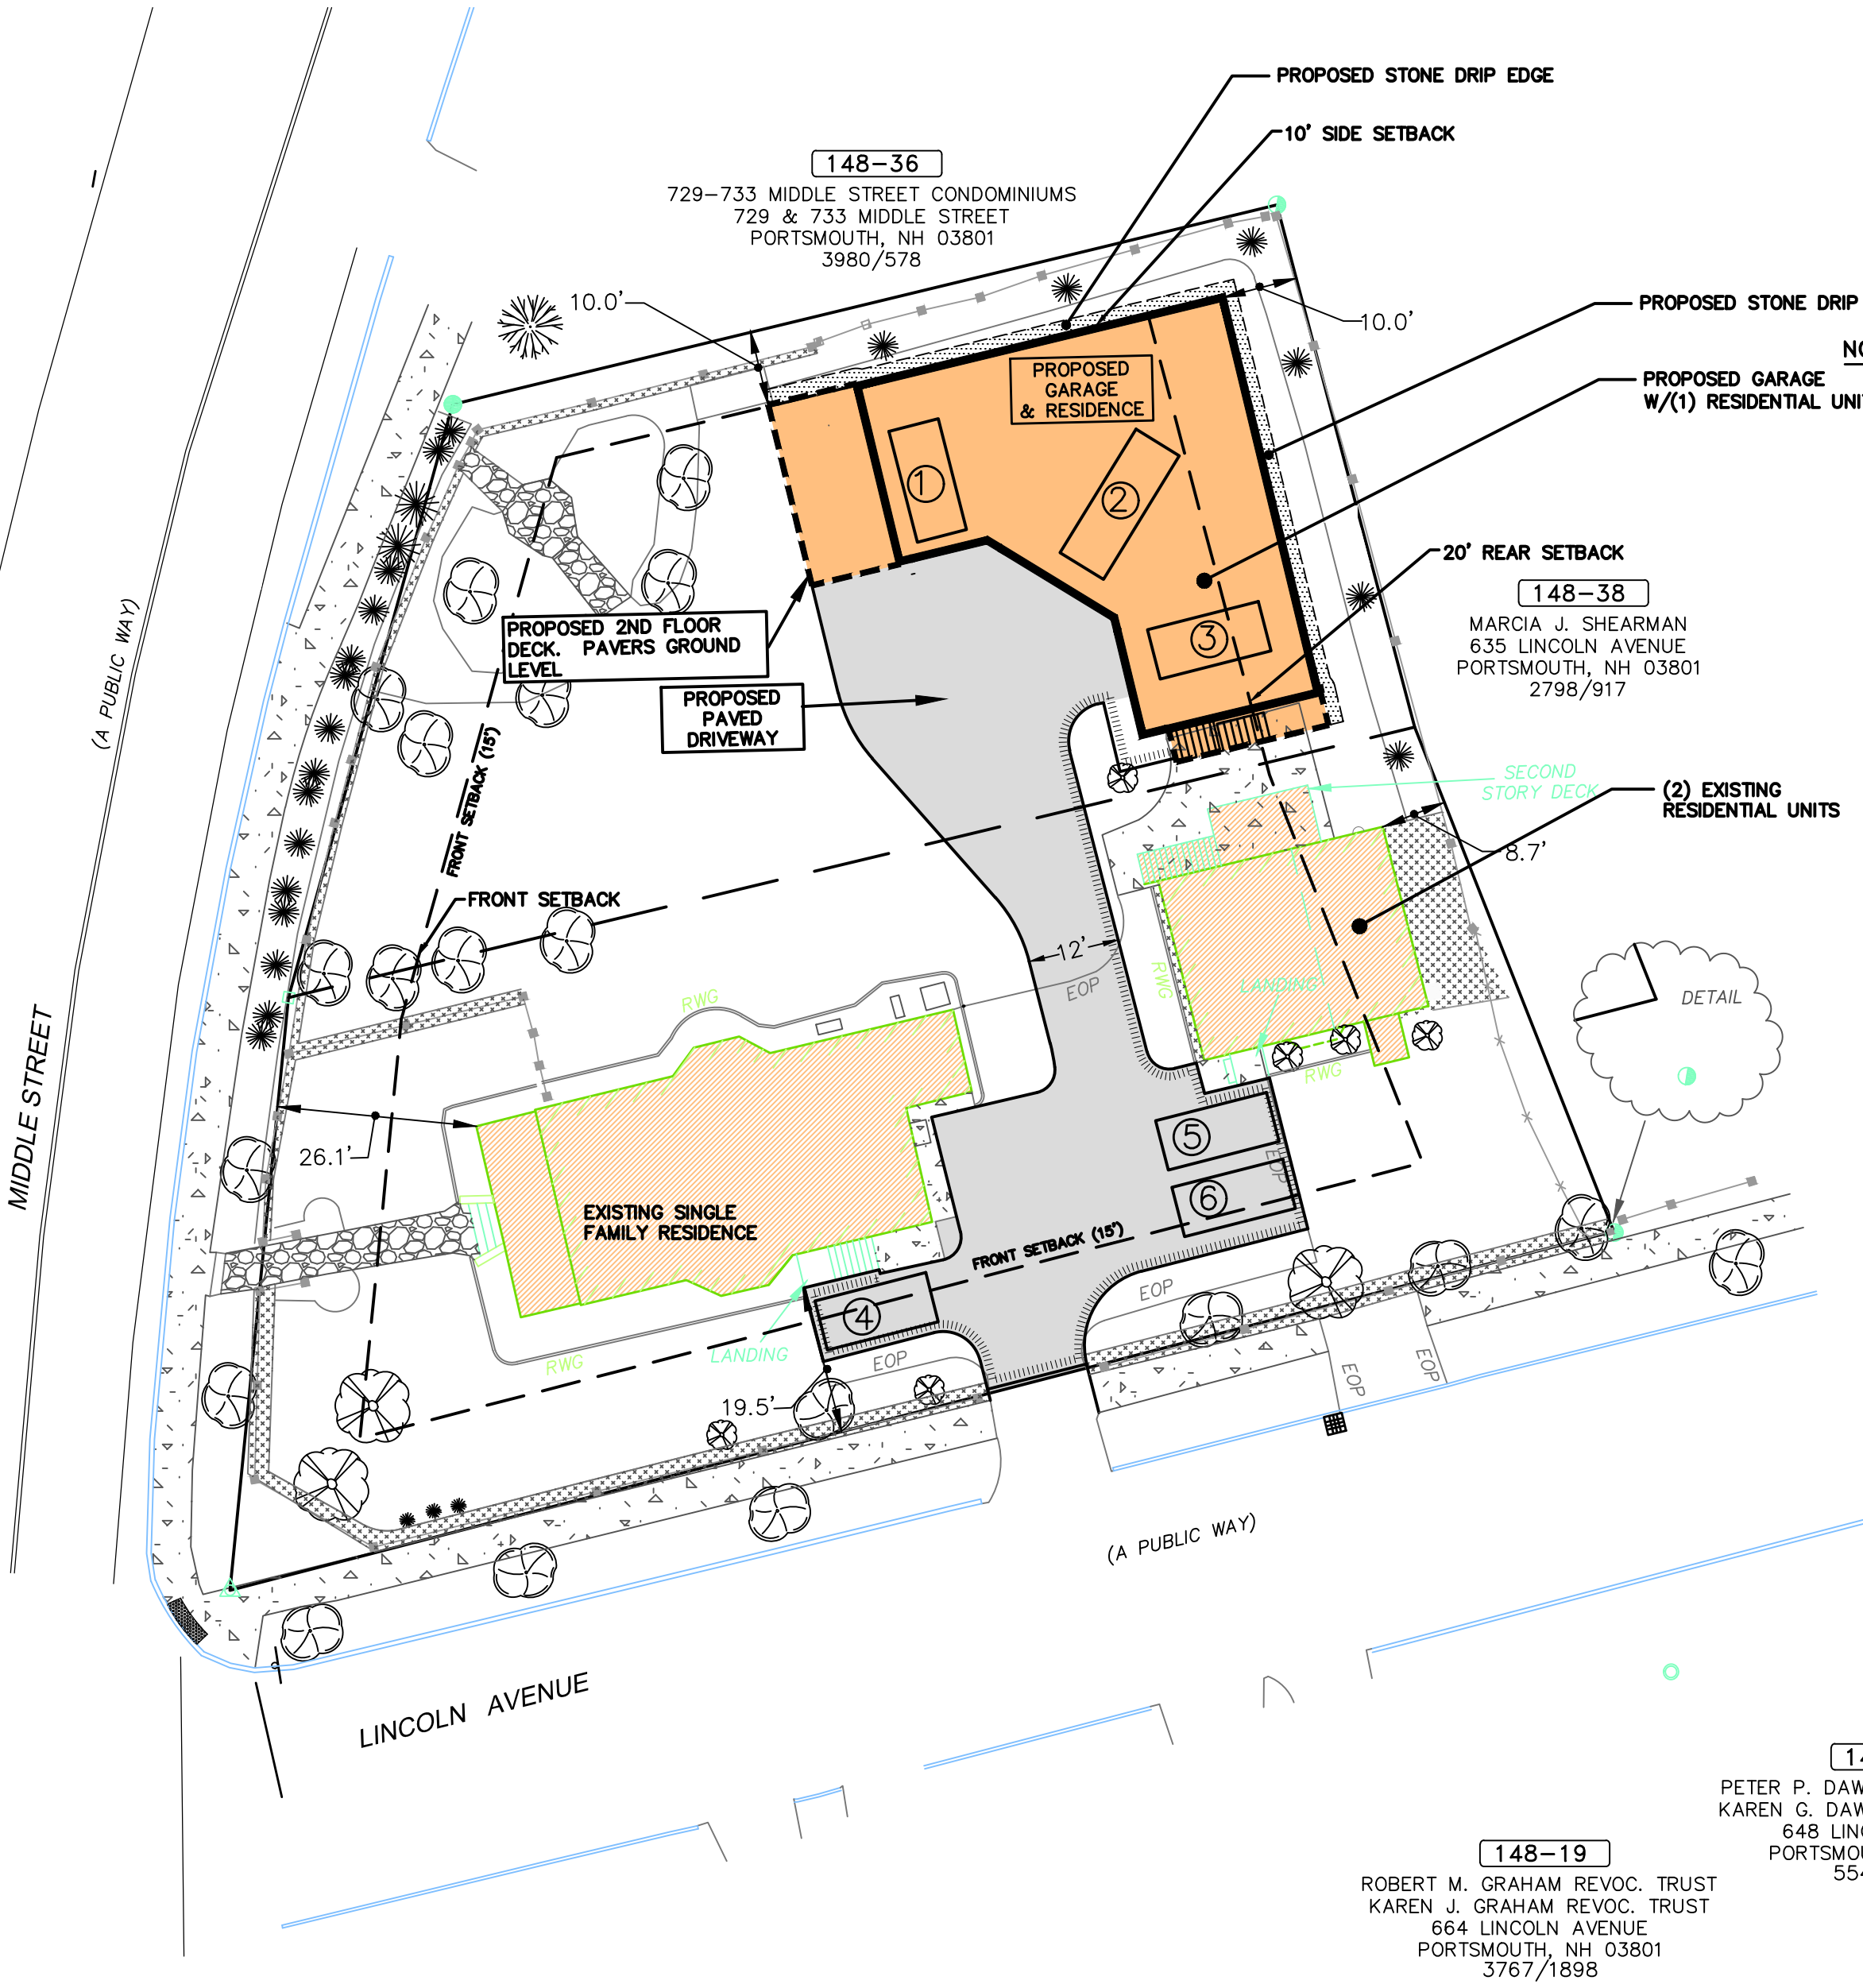 PROPOSED STONE DRIP EDGE
10' SIDE SETBACK
148-36
729-733 MIDDLE STREET CONDOMINIUMS
729 & 733 MIDDLE STREET
PORTSMOUTH, NH 03801
3980/578
10.0'
10.0'
PROPOSED STONE DRIP
PROPOSED GARAGE
W/(1) RESIDENTIAL UNIT
PROPOSED
GARAGE
& RESIDENCE
1
2
3
20' REAR SETBACK
148-38
MARCIA J. SHEARMAN
635 LINCOLN AVENUE
PORTSMOUTH, NH 03801
2798/917
(A PUBLIC WAY)
PROPOSED 2ND FLOOR
DECK. PAVERS GROUND
LEVEL
PROPOSED
PAVED
DRIVEWAY
FRONT SETBACK (15')
SECOND
STORY DECK
(2) EXISTING
RESIDENTIAL UNITS
8.7'
FRONT SETBACK
12'
EOP
RWG
RWG
LANDING
DETAIL
RWG
MIDDLE STREET
26.1'
EXISTING SINGLE
FAMILY RESIDENCE
5
EOP
6
FRONT SETBACK (15')
EOP
4
LANDING
RWG
EOP
EOP
EOP
19.5'
(A PUBLIC WAY)
LINCOLN AVENUE
PETER P. DAW
KAREN G. DAW
648 LINC
PORTSMOU
554
148-19
ROBERT M. GRAHAM REVOC. TRUST
KAREN J. GRAHAM REVOC. TRUST
664 LINCOLN AVENUE
PORTSMOUTH, NH 03801
3767/1898